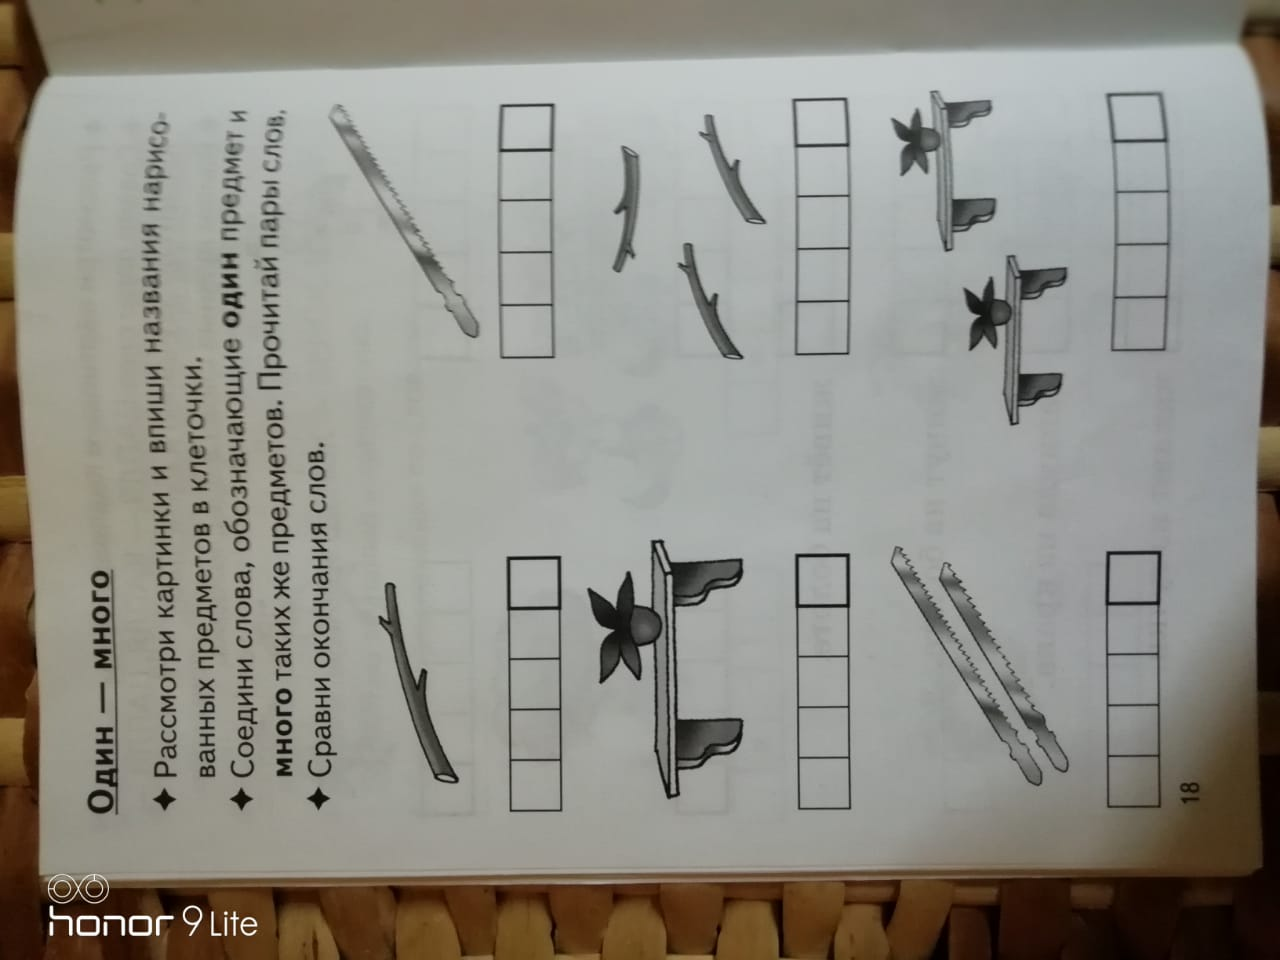 Один — много
✦ Рассмотри картинки и впиши названия нарисо-
ванных предметов в клеточки.
✦ Соедини слова, обозначающие один предмет и
много таких же предметов. Прочитай пары слов.
✦ Сравни окончания слов.
18
honor 9 Lite